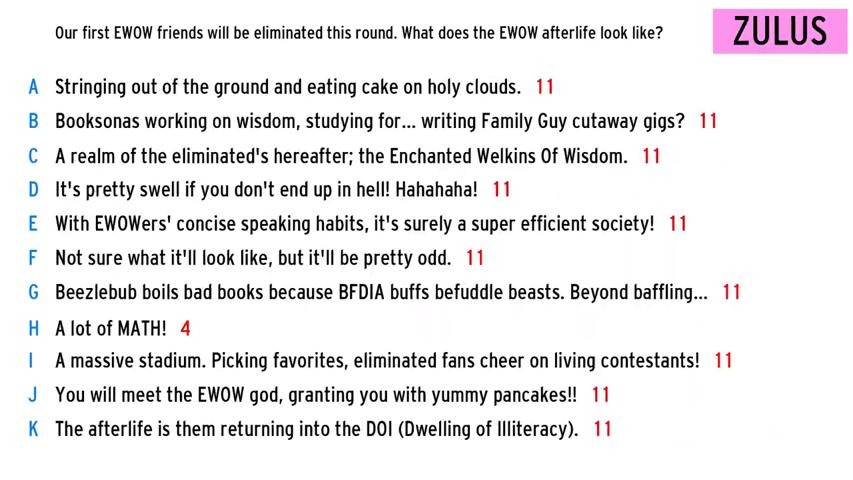 Our first EWOW friends will be eliminated this round. What does the EWOW afterlife look like?
ZULUS
A Stringing out of the ground and eating cake on holy clouds. 11
B Booksonas working on wisdom, studying for... writing Family Guy cutaway gigs? 11
C A realm of the eliminated's hereafter; the Enchanted Welkins Of Wisdom. 11
D It's pretty swell if you don't end up in hell! Hahahaha! 11
E With EWOWers' concise speaking habits, it's surely a super efficient society! 11
F Not sure what it'll look like, but it'll be pretty odd. 11
G Beezlebub boils bad books because BFDIA buffs befuddle beasts. Beyond baffling... 11
H A lot of MATH! 4
I A massive stadium. Picking favorites, eliminated fans cheer on living contestants! 11
J You will meet the EWOW god, granting you with yummy pancakes!! 11
K The afterlife is them returning into the DOI (Dwelling of Illiteracy). 11